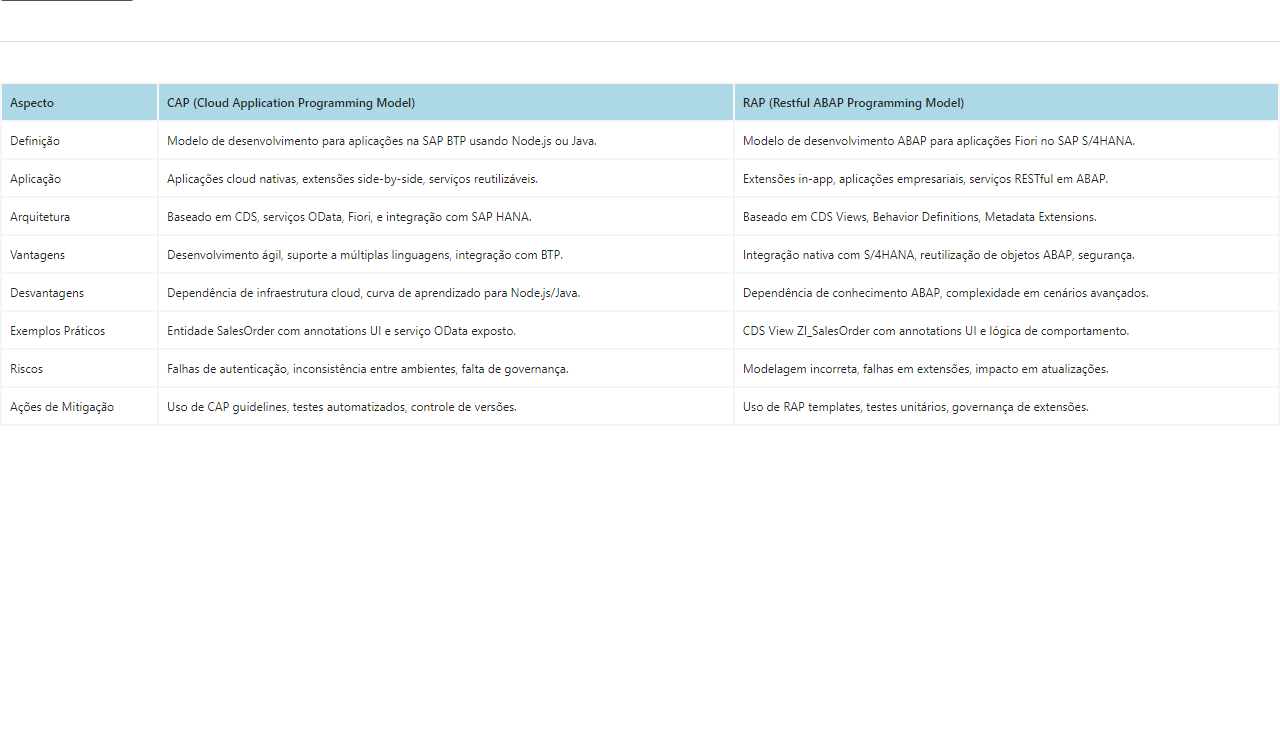 Aspecto CAP (Cloud Application Programming Model) RAP (Restful ABAP Programming Model)
Definição Modelo de desenvolvimento para aplicações na SAP BTP usando Node.js ou Java. Modelo de desenvolvimento ABAP para aplicações Fiori no SAP S/4HANA.
Aplicação Aplicações cloud nativas, extensões side-by-side, serviços reutilizáveis. Extensões in-app, aplicações empresariais, serviços RESTful em ABAP.
Arquitetura Baseado em CDS, serviços OData, Fiori, e integração com SAP HANA. Baseado em CDS Views, Behavior Definitions, Metadata Extensions.
Vantagens Desenvolvimento ágil, suporte a múltiplas linguagens, integração com BTP. Integração nativa com S/4HANA, reutilização de objetos ABAP, segurança.
Desvantagens Dependência de infraestrutura cloud, curva de aprendizado para Node.js/Java. Dependência de conhecimento ABAP, complexidade em cenários avançados.
Exemplos Práticos Entidade SalesOrder com annotations UI e serviço OData exposto. CDS View ZI_SalesOrder com annotations UI e lógica de comportamento.
Riscos Falhas de autenticação, inconsistência entre ambientes, falta de governança. Modelagem incorreta, falhas em extensões, impacto em atualizações.
Ações de Mitigação Uso de CAP guidelines, testes automatizados, controle de versões. Uso de RAP templates, testes unitários, governança de extensões.